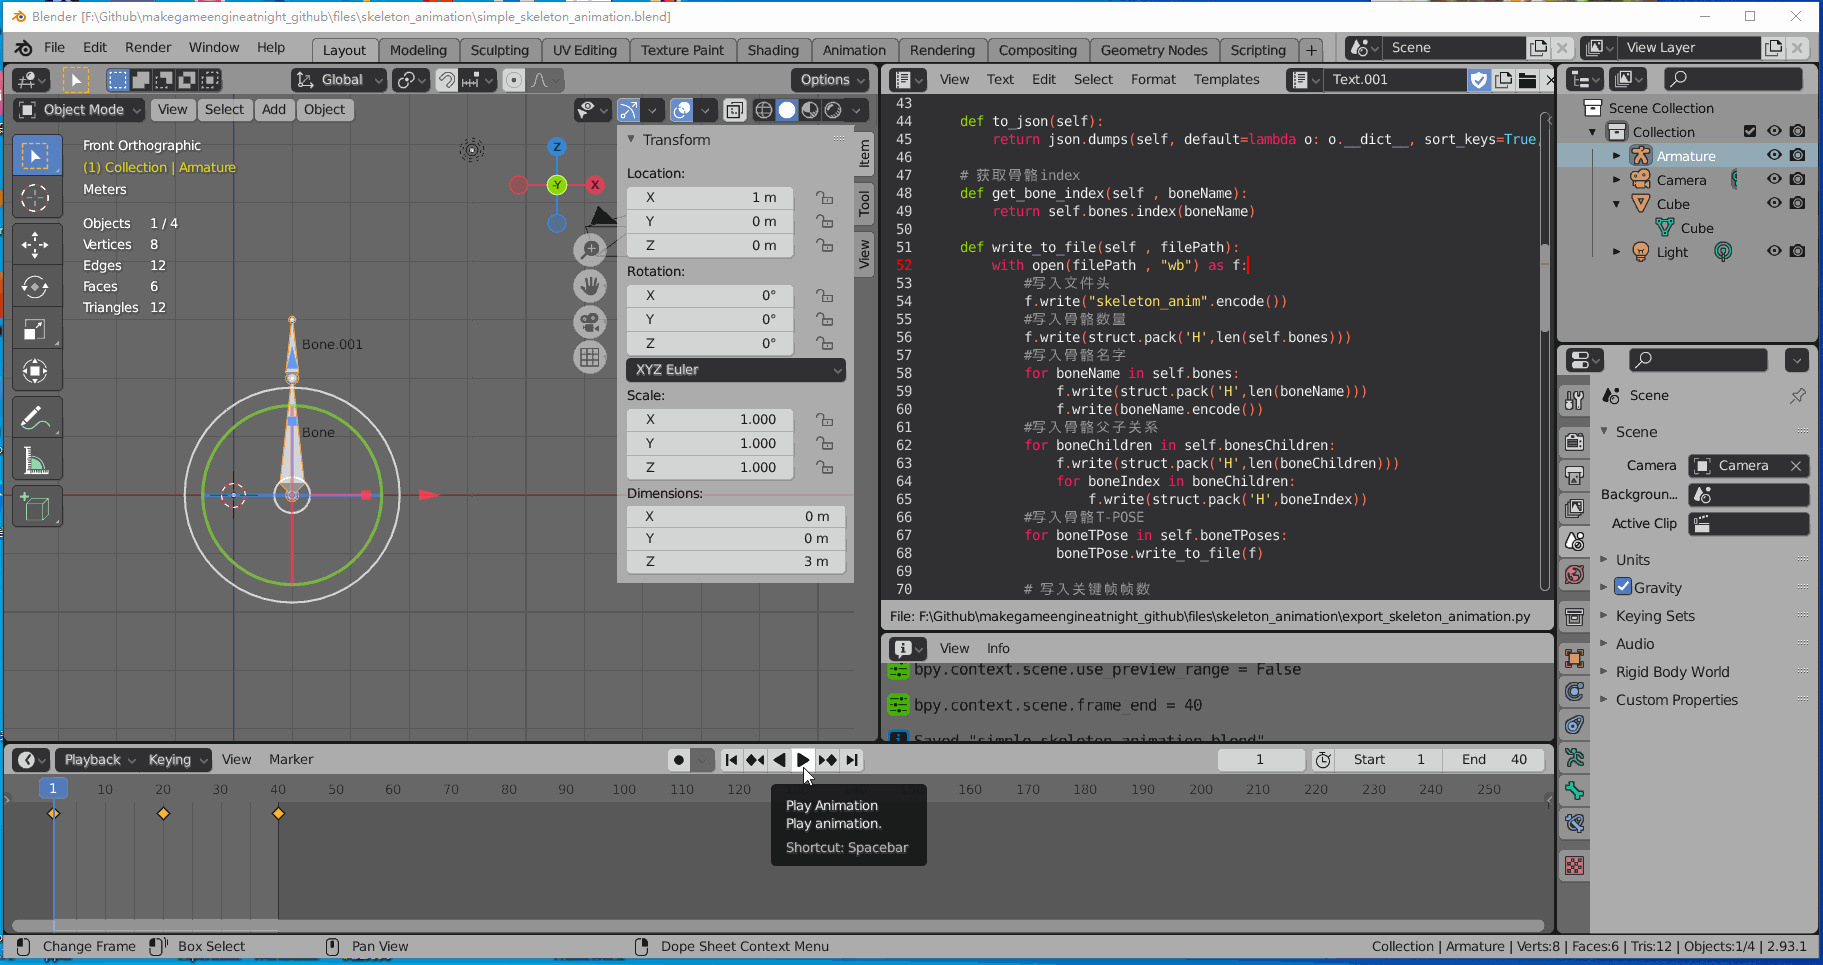 Blender [F:\Github\makegameengineatnight_github\files\skeleton_animation\simple_skeleton_animation.blend]
File Edit Render Window Help Layout Modeling Sculpting UV Editing Texture Paint Shading Animation Rendering Compositing Geometry Nodes Scripting + Scene View Layer
Global Options
Object Mode View Select Add Object
Front Orthographic
(1) Collection | Armature
Meters
Objects 1 / 4
Vertices 8
Edges 12
Faces 6
Triangles 12
Z
-Y
X
Bone.001
Bone
Transform
Location:
X 1 m
Y 0 m
Z 0 m
Rotation:
X 0°
Y 0°
Z 0°
XYZ Euler
Scale:
X 1.000
Y 1.000
Z 1.000
Dimensions:
X 0 m
Y 0 m
Z 3 m
Item
Tool
View
View Text Edit Select Format Templates Text.001
43
44 def to_json(self):
45 return json.dumps(self, default=lambda o: o.__dict__, sort_keys=True,
46
47 # 获取骨骼index
48 def get_bone_index(self , boneName):
49 return self.bones.index(boneName)
50
51 def write_to_file(self , filePath):
52 with open(filePath , "wb") as f:
53 #写入文件头
54 f.write("skeleton_anim".encode())
55 #写入骨骼数量
56 f.write(struct.pack('H',len(self.bones)))
57 #写入骨骼名字
58 for boneName in self.bones:
59 f.write(struct.pack('H',len(boneName)))
60 f.write(boneName.encode())
61 #写入骨骼父子关系
62 for boneChildren in self.bonesChildren:
63 f.write(struct.pack('H',len(boneChildren)))
64 for boneIndex in boneChildren:
65 f.write(struct.pack('H',boneIndex))
66 #写入骨骼T-POSE
67 for boneTPose in self.boneTPoses:
68 boneTPose.write_to_file(f)
69
70 # 写入关键帧帧数
File: F:\Github\makegameengineatnight_github\files\skeleton_animation\export_skeleton_animation.py
View Info
bpy.context.scene.use_preview_range = False
bpy.context.scene.frame_end = 40
Saved "simple_skeleton_animation.blend"
Scene Collection
Collection
Armature
Camera
Cube
Cube
Light
Scene
Scene
Camera Camera
Backgroun...
Active Clip
Units
Gravity
Keying Sets
Audio
Rigid Body World
Custom Properties
Playback Keying View Marker 1 Start 1 End 40
1 10 20 30 40 50 60 70 80 90 100 110 120 160 170 180 190 200 210 220 230 240 250
Play Animation
Play animation.
Shortcut: Spacebar
Change Frame Box Select Pan View Dope Sheet Context Menu Collection | Armature | Verts:8 | Faces:6 | Tris:12 | Objects:1/4 | 2.93.1